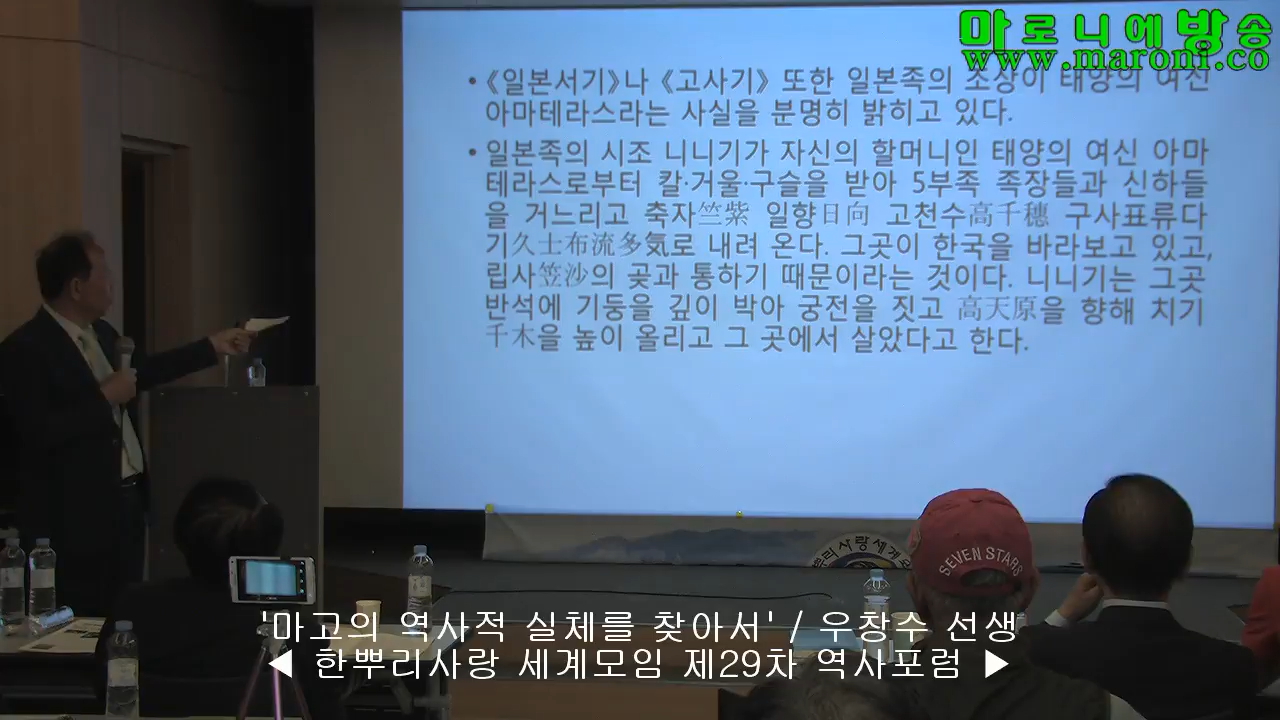 마로니에방송
www.maroni.co
• 《일본서기》나 《고사기》 또한 일본족의 조상이 태양의 여신
아마테라스라는 사실을 분명히 밝히고 있다.
• 일본족의 시조 니니기가 자신의 할머니인 태양의 여신 아마
테라스로부터 칼·거울·구슬을 받아 5부족 족장들과 신하들
을 거느리고 축자竺紫 일향日向 고천수高千穗 구사표류다
기久士布流多気로 내려 온다. 그곳이 한국을 바라보고 있고,
립사笠沙의 곶과 통하기 때문이라는 것이다. 니니기는 그곳
반석에 기둥을 깊이 박아 궁전을 짓고 高天原을 향해 치기
千木을 높이 올리고 그 곳에서 살았다고 한다.
뿌리사랑세계
SEVEN STARS
'마고의 역사적 실체를 찾아서' / 우창수 선생
◀ 한뿌리사랑 세계모임 제29차 역사포럼 ▶